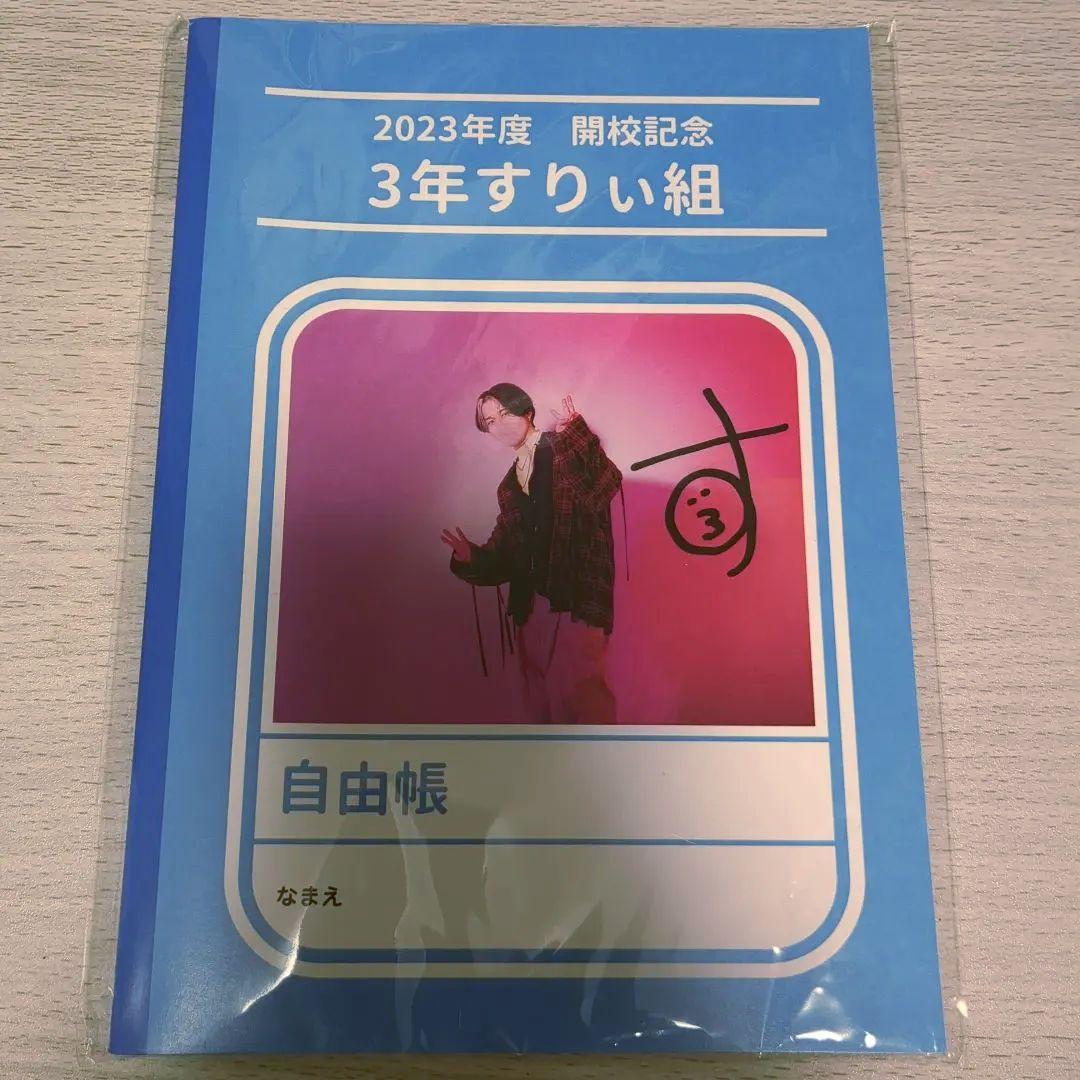 2023年度　開校記念
3年すりぃ組
す
3
自由帳
なまえ